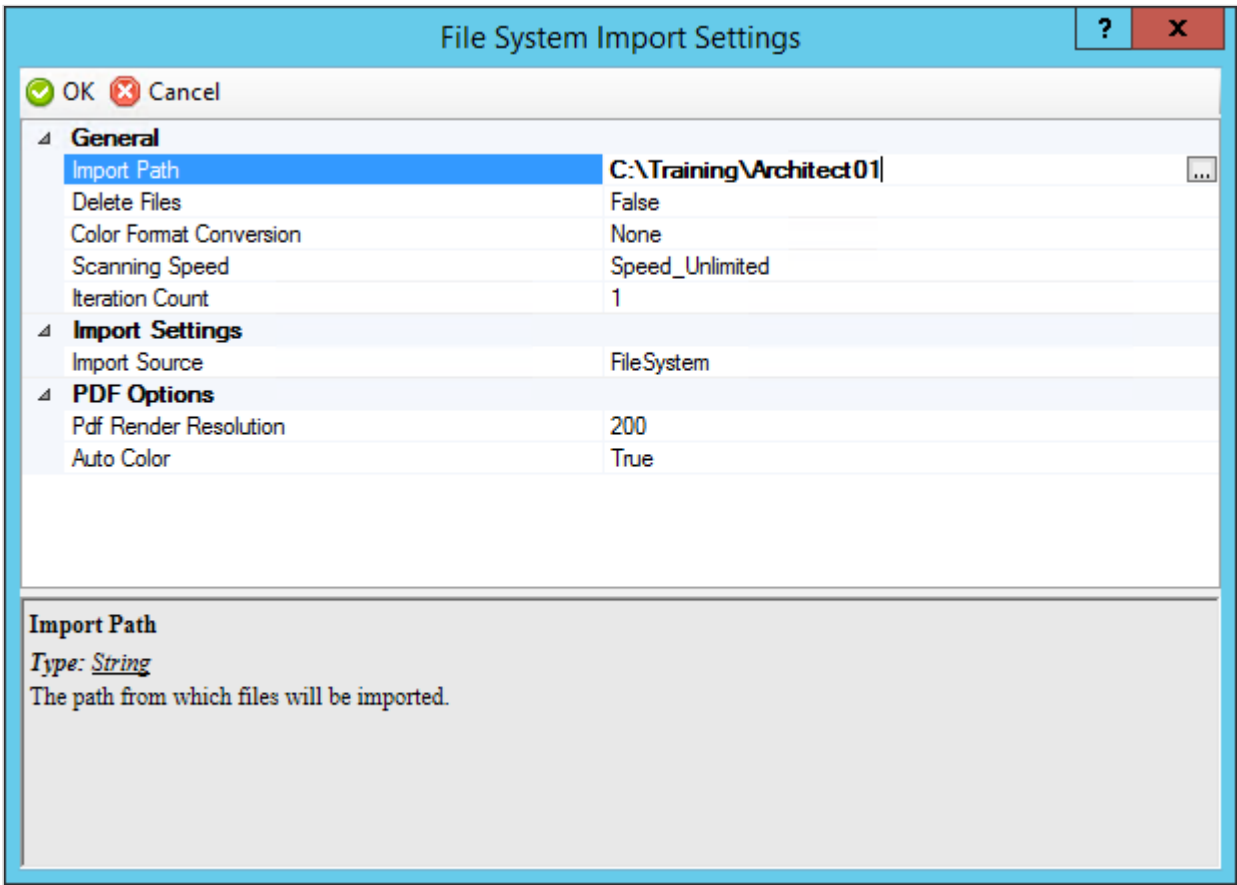 File System Import Settings ? x
OK Cancel
General
Import Path C:\Training\Architect01 ...
Delete Files False
Color Format Conversion None
Scanning Speed Speed_Unlimited
Iteration Count 1
Import Settings
Import Source FileSystem
PDF Options
Pdf Render Resolution 200
Auto Color True
Import Path
Type: String
The path from which files will be imported.